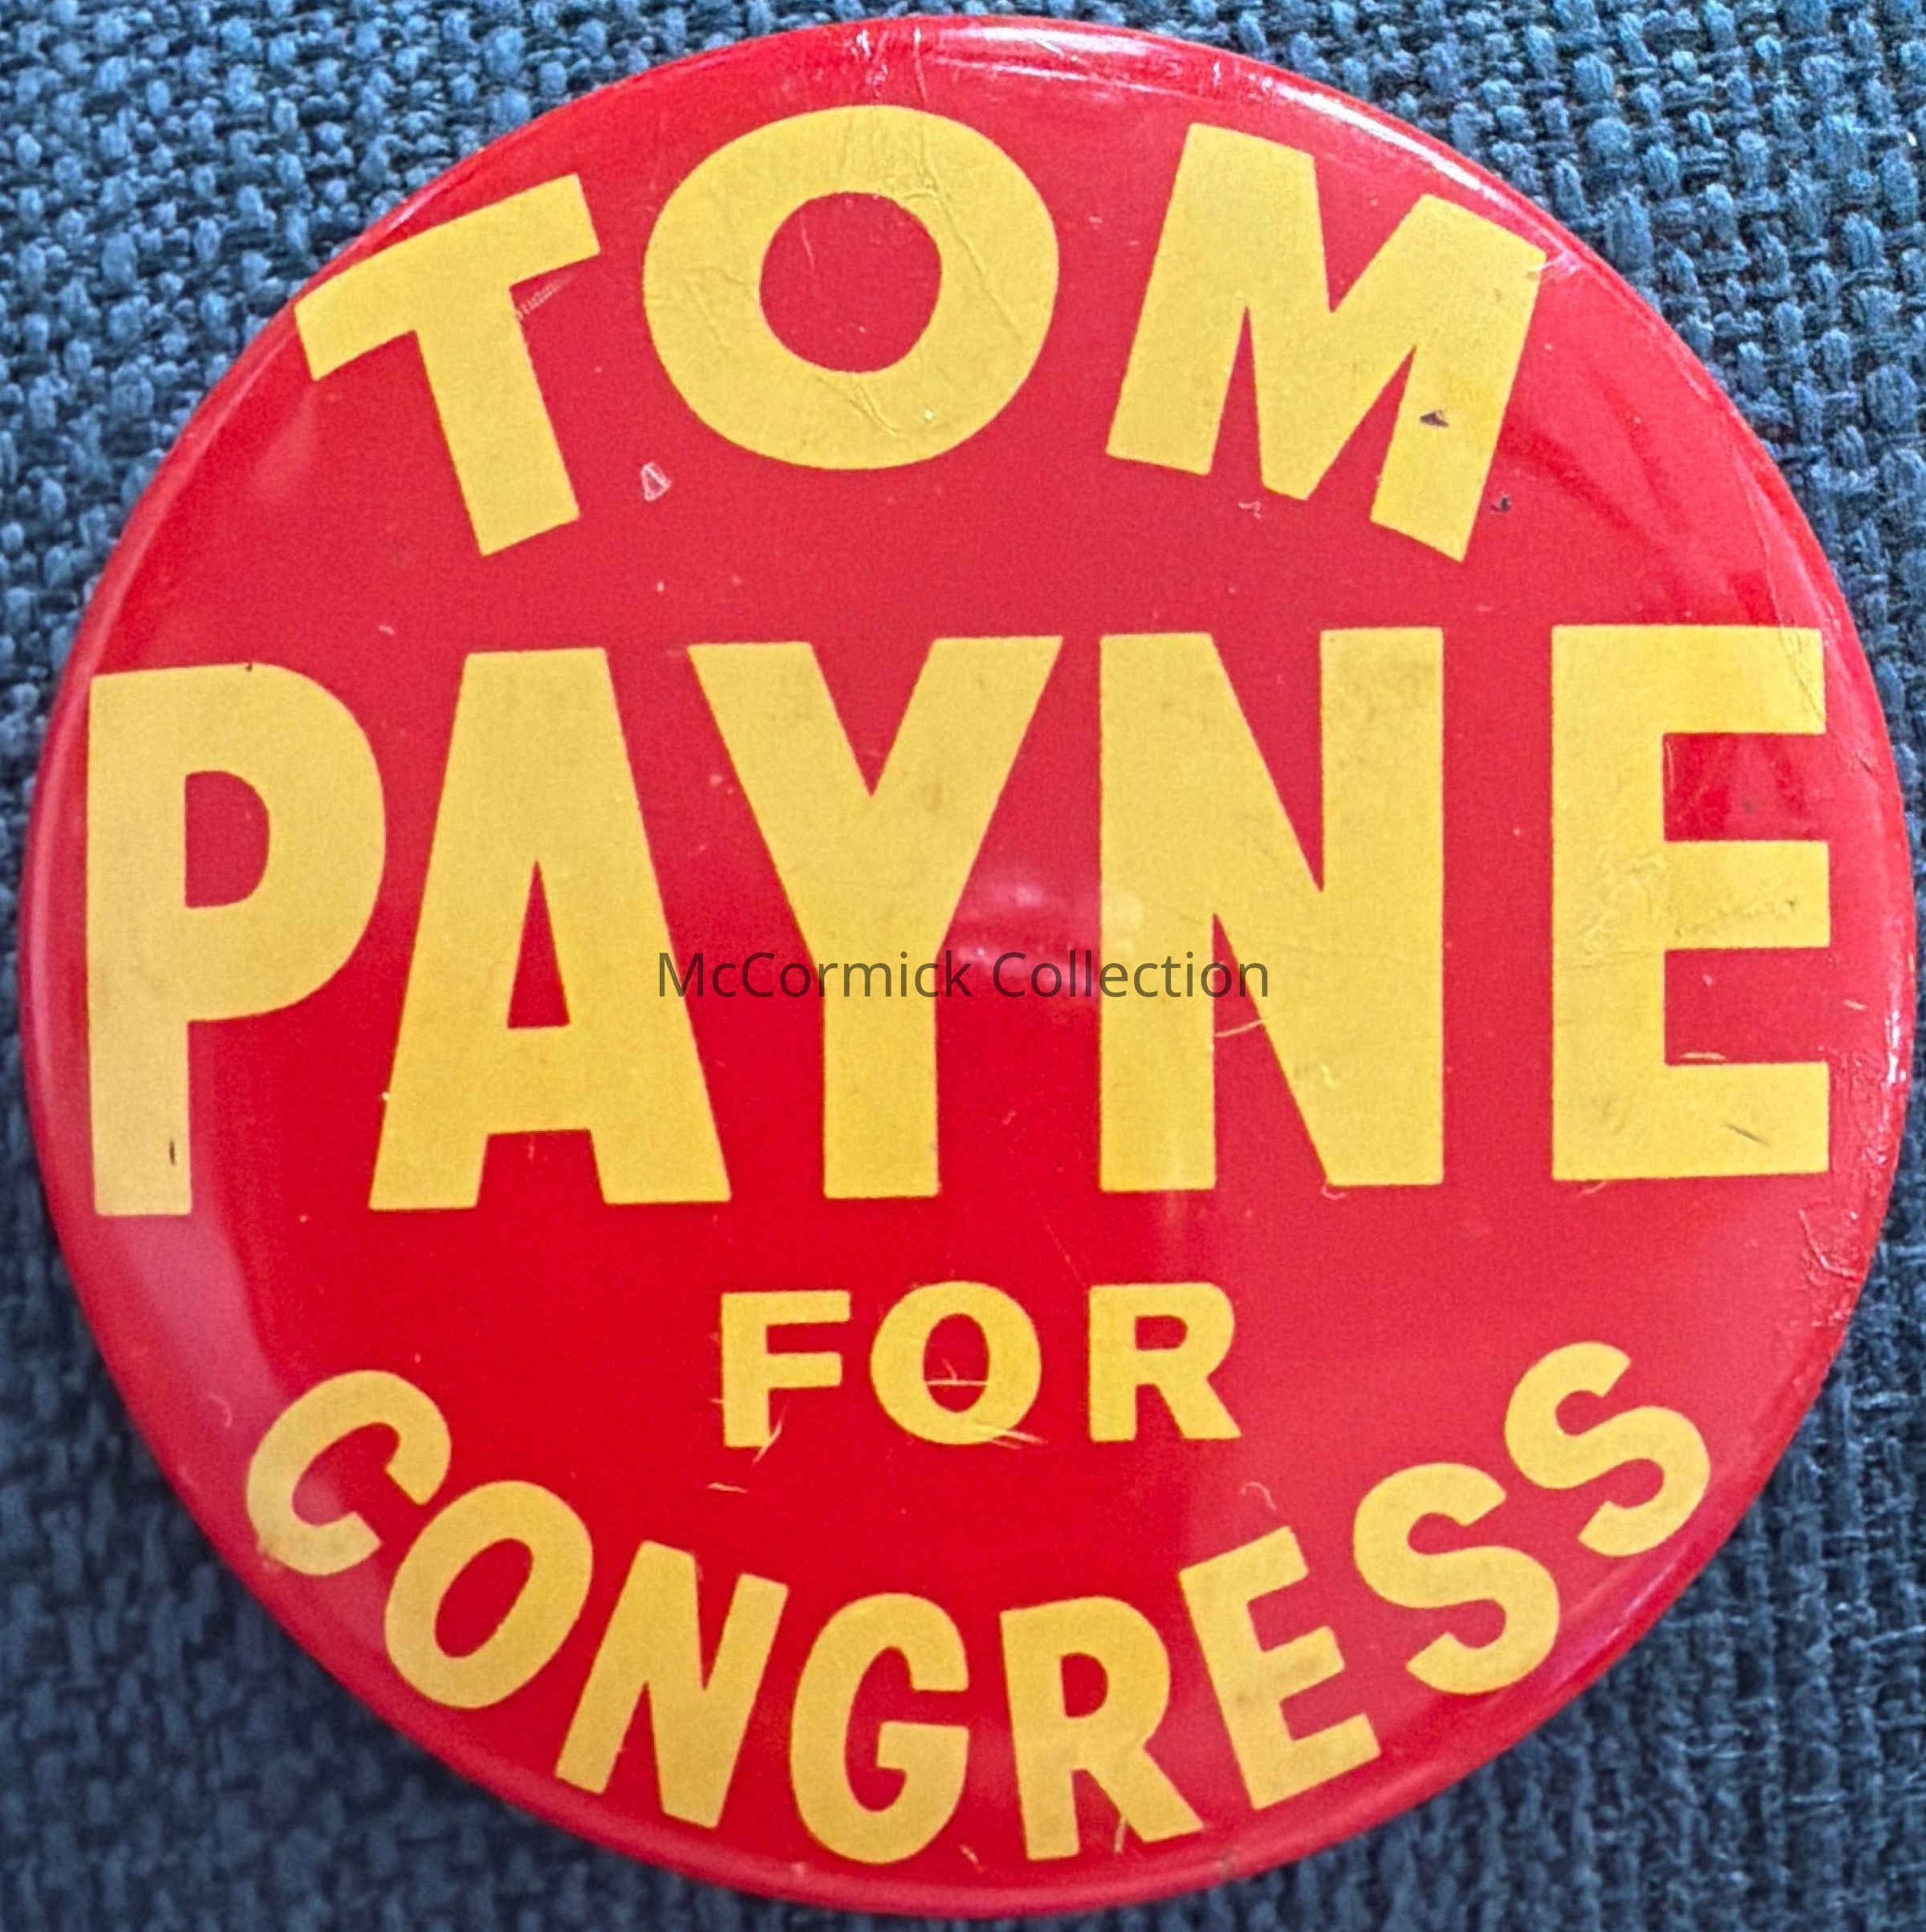 TOM
PAYNE
McCormick Collection
FOR
CONGRESS